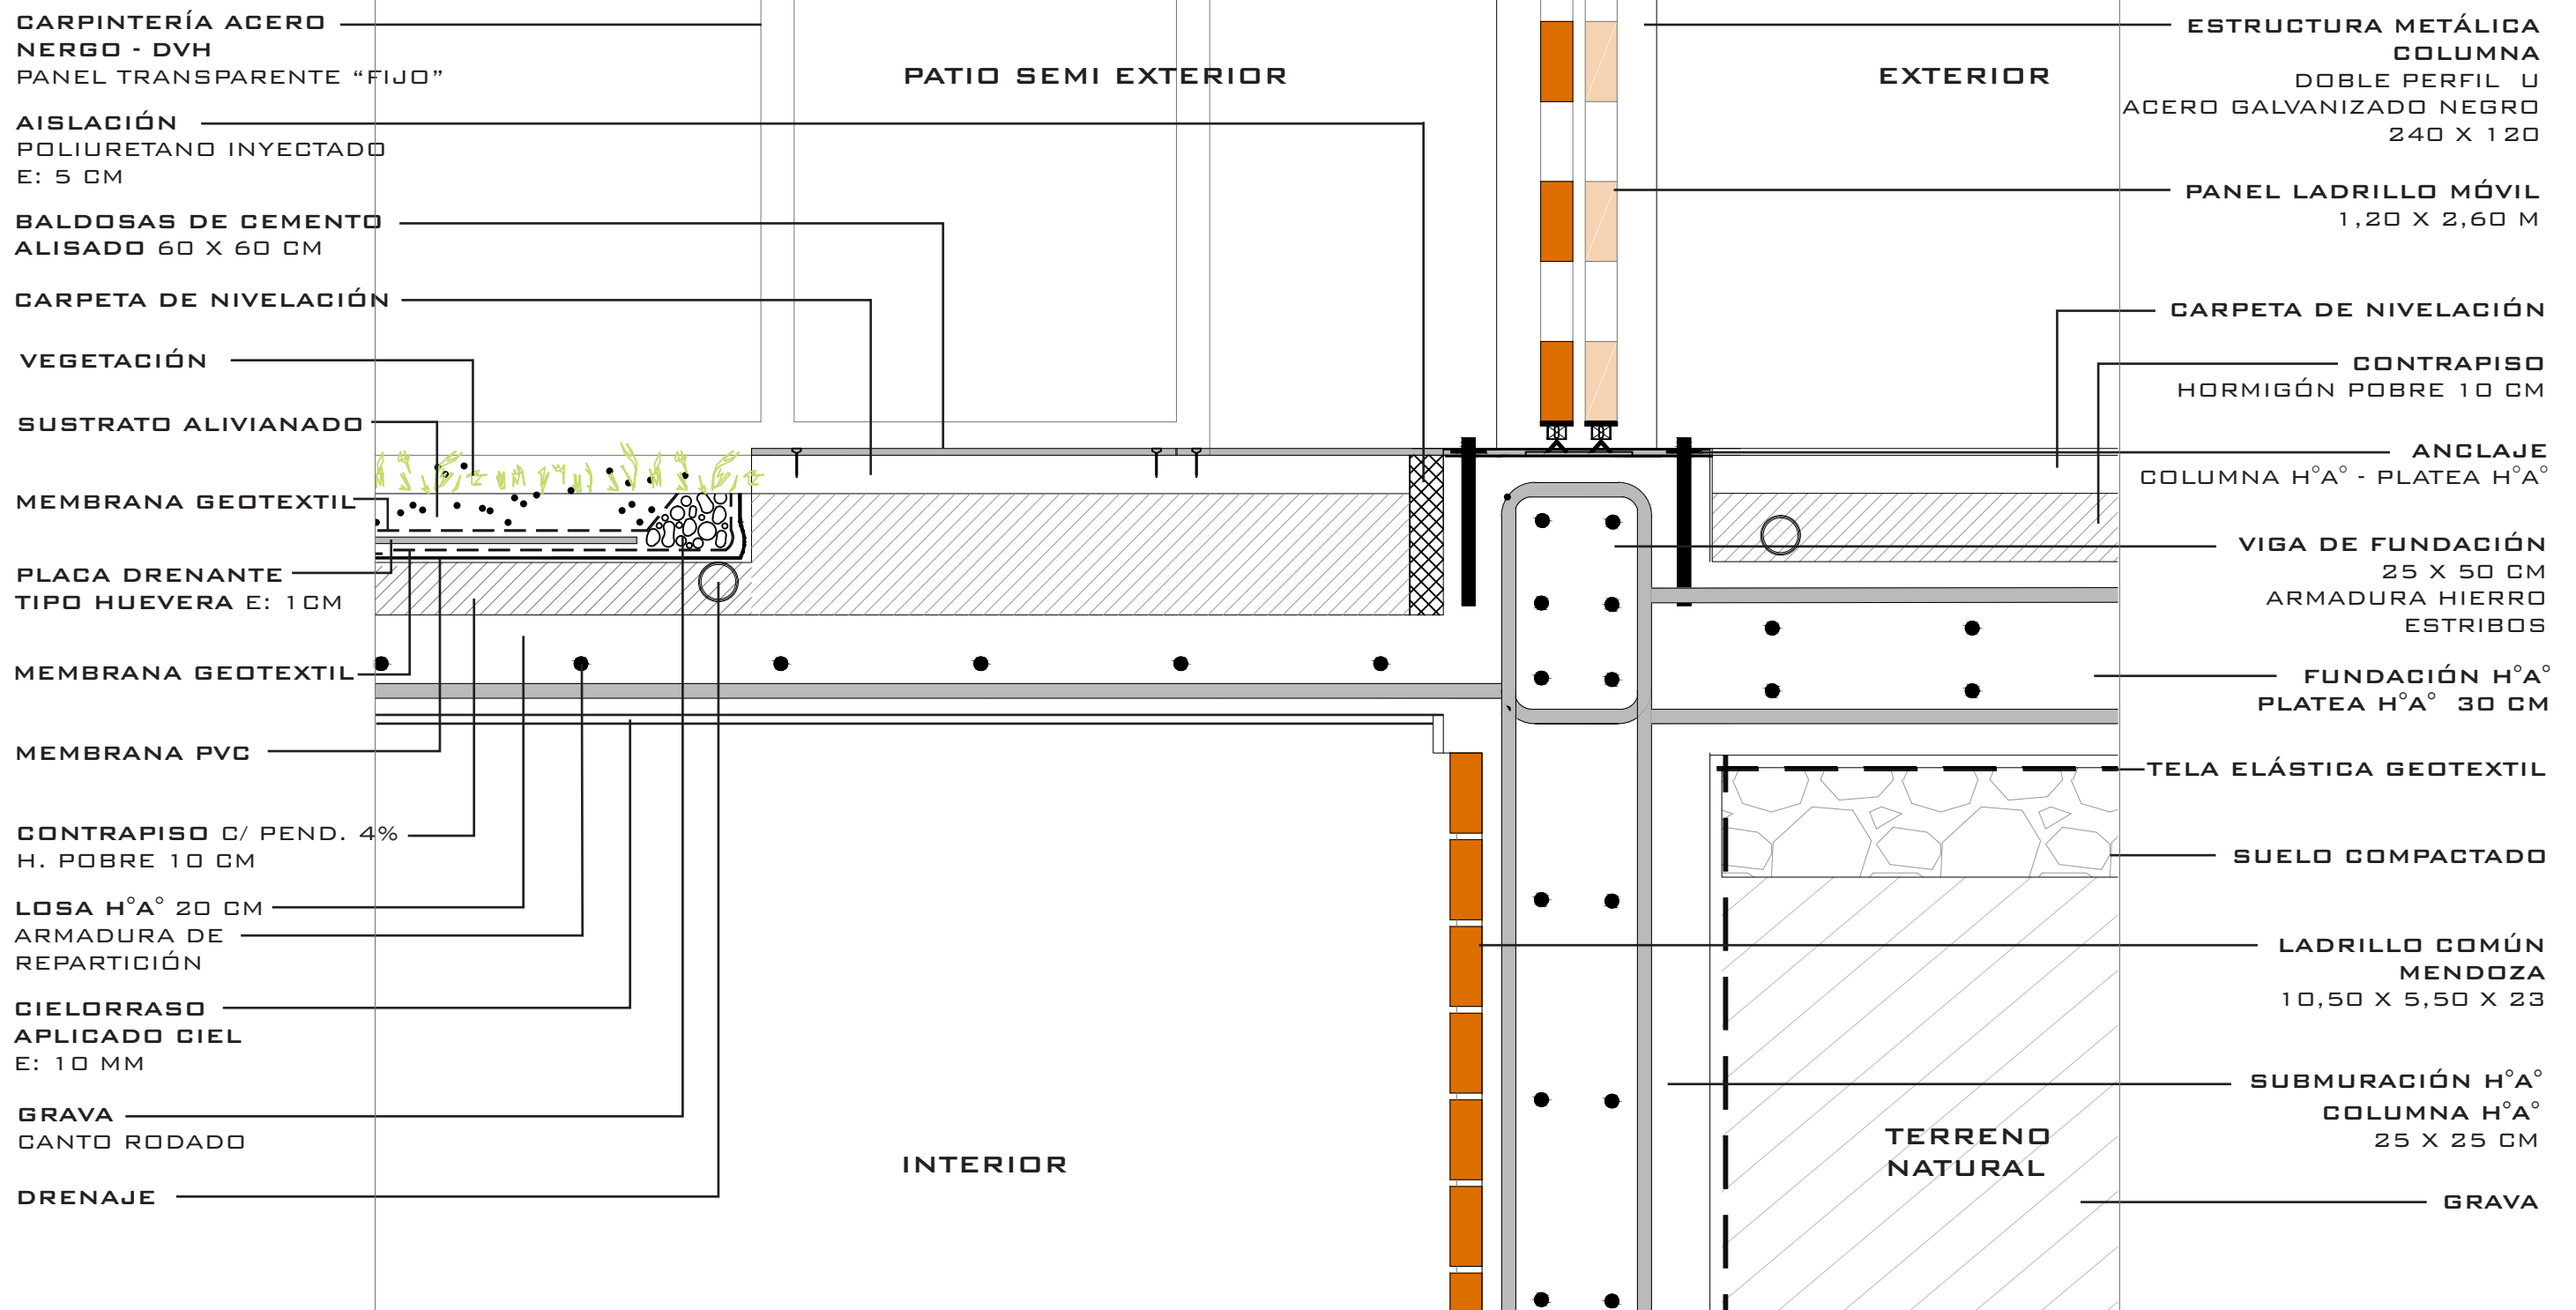 CARPINTERÍA ACERO
NERGO - DVH
PANEL TRANSPARENTE “FIJO”
AISLACIÓN
POLIURETANO INYECTADO
E: 5 CM
BALDOSAS DE CEMENTO
ALISADO 60 X 60 CM
CARPETA DE NIVELACIÓN
VEGETACIÓN
SUSTRATO ALIVIANADO
MEMBRANA GEOTEXTIL
PLACA DRENANTE
TIPO HUEVERA E: 1CM
MEMBRANA GEOTEXTIL
MEMBRANA PVC
CONTRAPISO C/ PEND. 4%
H. POBRE 10 CM
LOSA H°A° 20 CM
ARMADURA DE
REPARTICIÓN
CIELORRASO
APLICADO CIEL
E: 10 MM
GRAVA
CANTO RODADO
DRENAJE
PATIO SEMI EXTERIOR
INTERIOR
EXTERIOR
TERRENO
NATURAL
ESTRUCTURA METÁLICA
COLUMNA
DOBLE PERFIL U
ACERO GALVANIZADO NEGRO
240 X 120
PANEL LADRILLO MÓVIL
1,20 X 2,60 M
CARPETA DE NIVELACIÓN
CONTRAPISO
HORMIGÓN POBRE 10 CM
ANCLAJE
COLUMNA H°A° - PLATEA H°A°
VIGA DE FUNDACIÓN
25 X 50 CM
ARMADURA HIERRO
ESTRIBOS
FUNDACIÓN H°A°
PLATEA H°A° 30 CM
TELA ELÁSTICA GEOTEXTIL
SUELO COMPACTADO
LADRILLO COMÚN
MENDOZA
10,50 X 5,50 X 23
SUBMURACIÓN H°A°
COLUMNA H°A°
25 X 25 CM
GRAVA